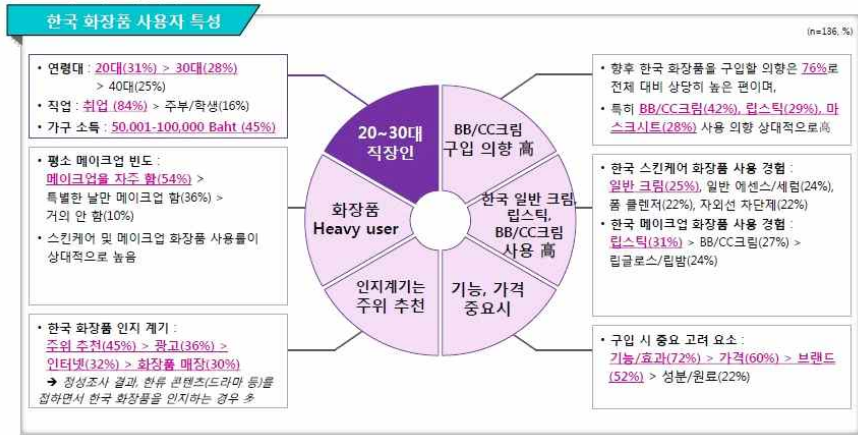 한국 화장품 사용자 특성
(n=136, %)
• 연령대 : 20대(31%) > 30대(28%)
> 40대(25%)
• 직업 : 취업 (84%) > 주부/학생(16%)
• 가구 소득 : 50,001-100,000 Baht (45%)
• 평소 메이크업 빈도 :
메이크업을 자주 함(54%) >
특별한 날만 메이크업 함(36%) >
거의 안 함(10%)
• 스킨케어 및 메이크업 화장품 사용률이
상대적으로 높음
• 한국 화장품 인지 계기 :
주위 추천(45%) > 광고(36%) >
인터넷(32%) > 화장품 매장(30%)
➔ 정성조사 결과, 한류 콘텐츠(드라마 등)를
접하면서 한국 화장품을 인지하는 경우 多
20~30대
직장인
BB/CC크림
구입 의향 高
화장품
Heavy user
한국 일반 크림,
립스틱,
BB/CC크림
사용 高
인지계기는
주위 추천
기능, 가격
중요시
• 향후 한국 화장품을 구입할 의향은 76%로
전체 대비 상당히 높은 편이며,
• 특히 BB/CC크림(42%), 립스틱(29%), 마
스크시트(28%) 사용 의향 상대적으로高
• 한국 스킨케어 화장품 사용 경험 :
일반 크림(25%), 일반 에센스/세럼(24%),
폼 클렌저(22%), 자외선 차단제(22%)
• 한국 메이크업 화장품 사용 경험 :
립스틱(31%) > BB/CC크림(27%) >
립글로스/립밤(24%)
• 구입 시 중요 고려 요소 :
기능/효과(72%) > 가격(60%) > 브랜드
(52%) > 성분/원료(22%)